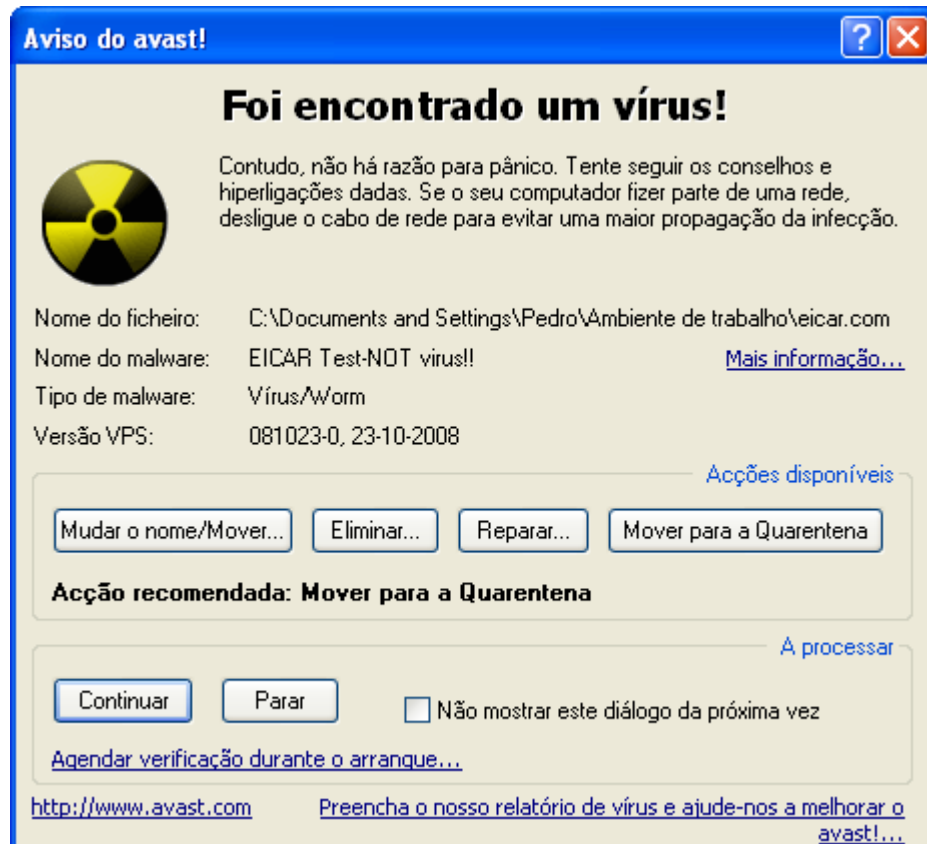 Aviso do avast!
Foi encontrado um vírus!
Contudo, não há razão para pânico. Tente seguir os conselhos e
hiperligações dadas. Se o seu computador fizer parte de uma rede,
desligue o cabo de rede para evitar uma maior propagação da infecção.
Nome do ficheiro: C:\Documents and Settings\Pedro\Ambiente de trabalho\eicar.com
Nome do malware: EICAR Test-NOT virus!! Mais informação...
Tipo de malware: Vírus/Worm
Versão VPS: 081023-0, 23-10-2008
Acções disponíveis
Mudar o nome/Mover... Eliminar... Reparar... Mover para a Quarentena
Acção recomendada: Mover para a Quarentena
A processar
Continuar Parar Não mostrar este diálogo da próxima vez
Agendar verificação durante o arranque...
http://www.avast.com Preencha o nosso relatório de vírus e ajude-nos a melhorar o
avast!...